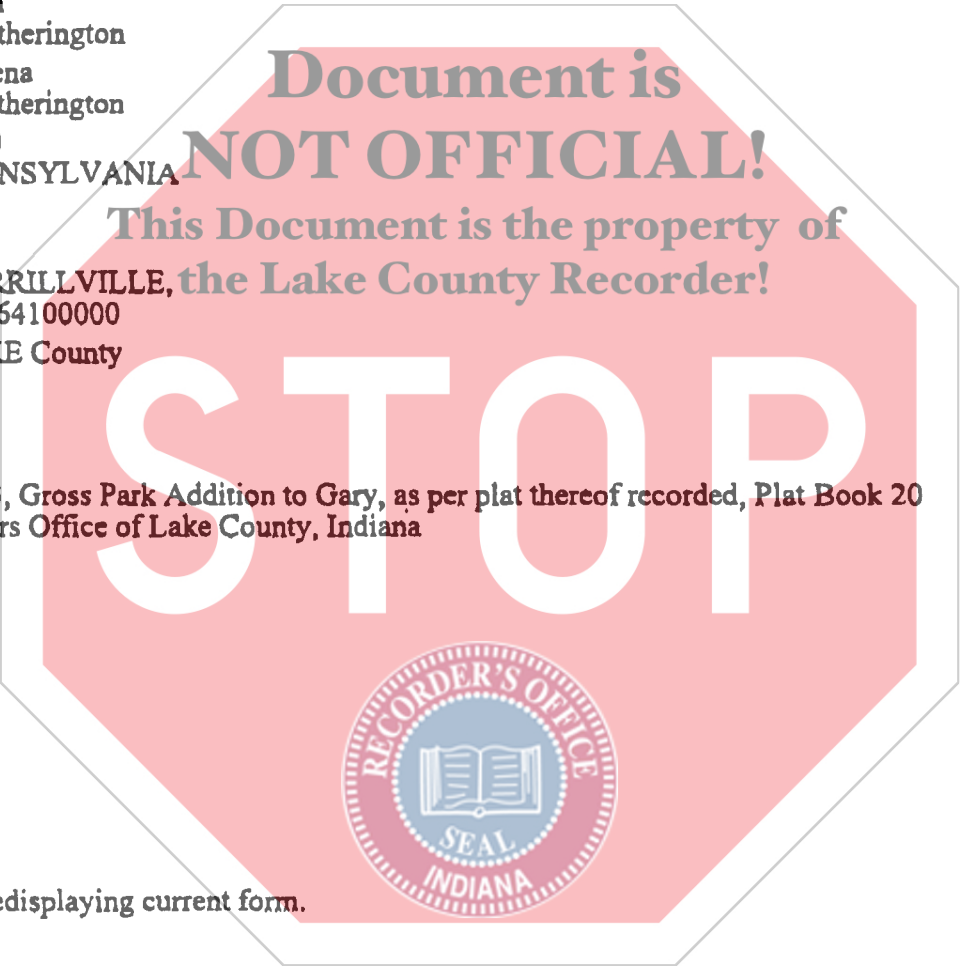 therington
ena
therington
NSYLVANIA
RRILLVILLE,
64100000
E County
, Gross Park Addition to Gary, as per plat thereof recorded, Plat Book 20
rs Office of Lake County, Indiana
edisplaying current form.
Document is
NOT OFFICIAL!
This Document is the property of
the Lake County Recorder!
STOP
RECORDER'S OFFICE
SEAL
INDIANA